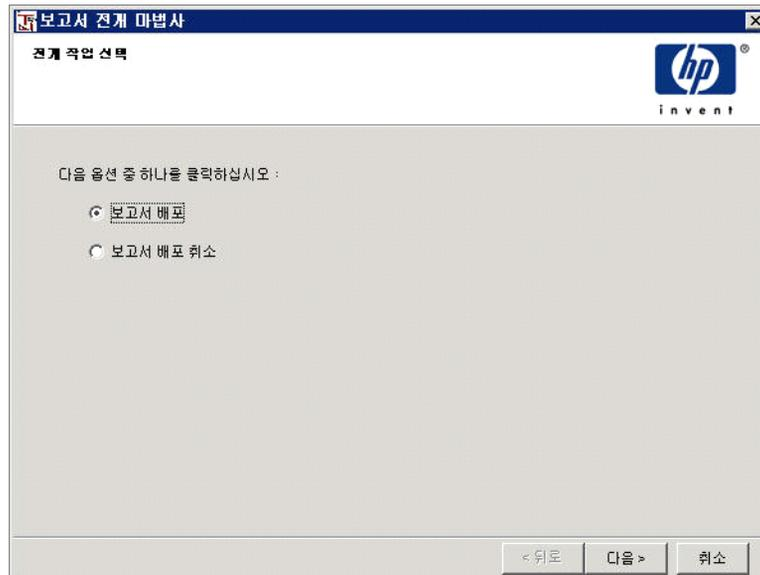 보고서 전개 마법사
전개 작업 선택
hp
®
invent
다음 옵션 중 하나를 클릭하십시오 :
보고서 배포
보고서 배포 취소
< 뒤로
다음 >
취소